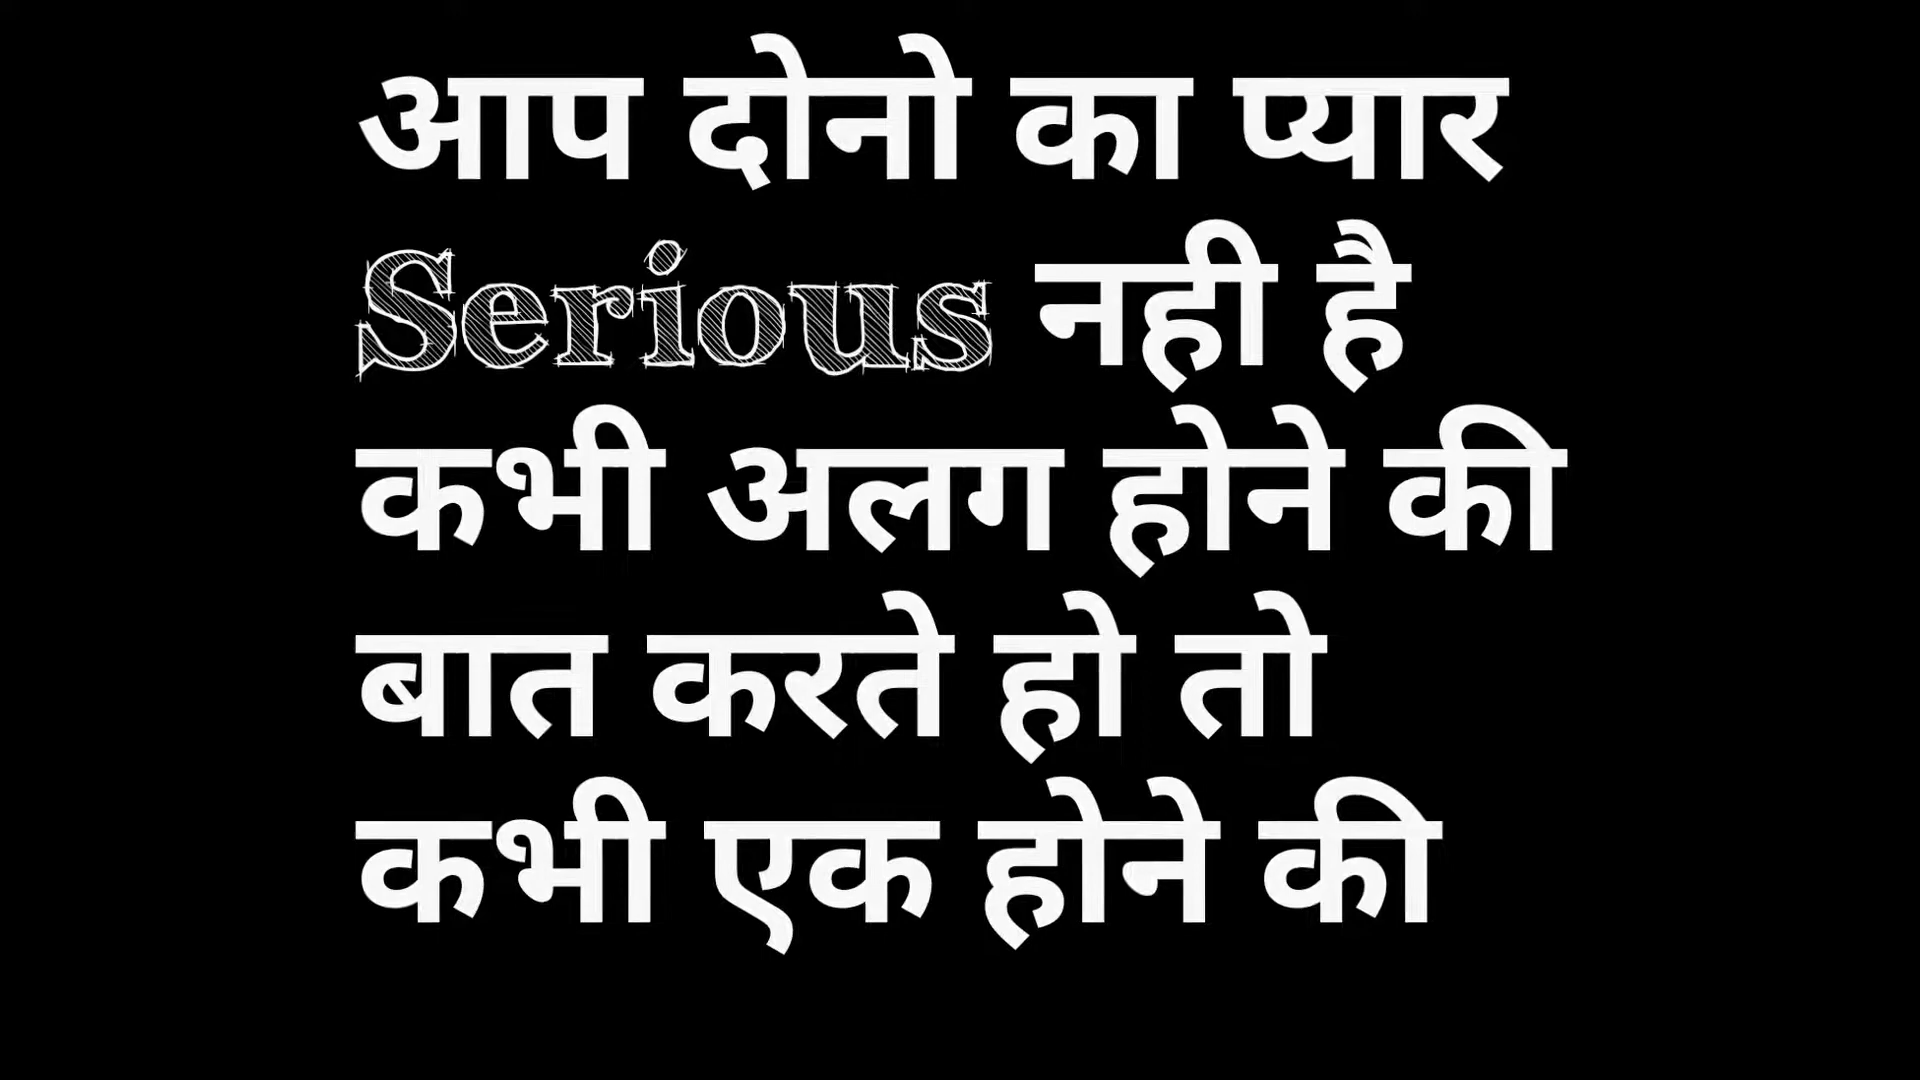 आप दोनो का प्यार
Serious नही है
कभी अलग होने की
बात करते हो तो
कभी एक होने की